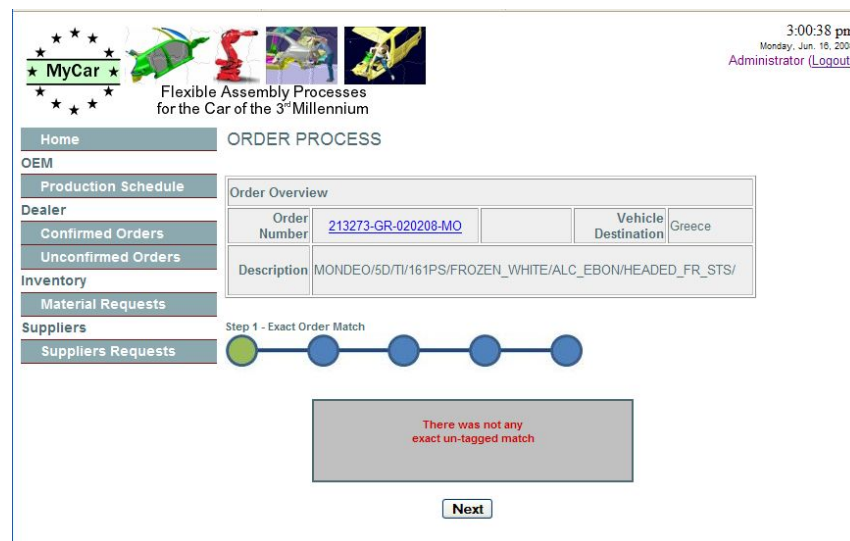 3:00:38 pm
Monday, Jun. 16, 200
Administrator (Logout
MyCar
Flexible Assembly Processes
for the Car of the 3rd Millennium
Home
OEM
Production Schedule
Dealer
Confirmed Orders
Unconfirmed Orders
Inventory
Material Requests
Suppliers
Suppliers Requests
ORDER PROCESS
Order Overview
Order Number 213273-GR-020208-MO Vehicle Destination Greece
Description MONDEO/5D/TI/161PS/FROZEN_WHITE/ALC_EBON/HEADED_FR_STS/
Step 1 - Exact Order Match
There was not any
exact un-tagged match
Next